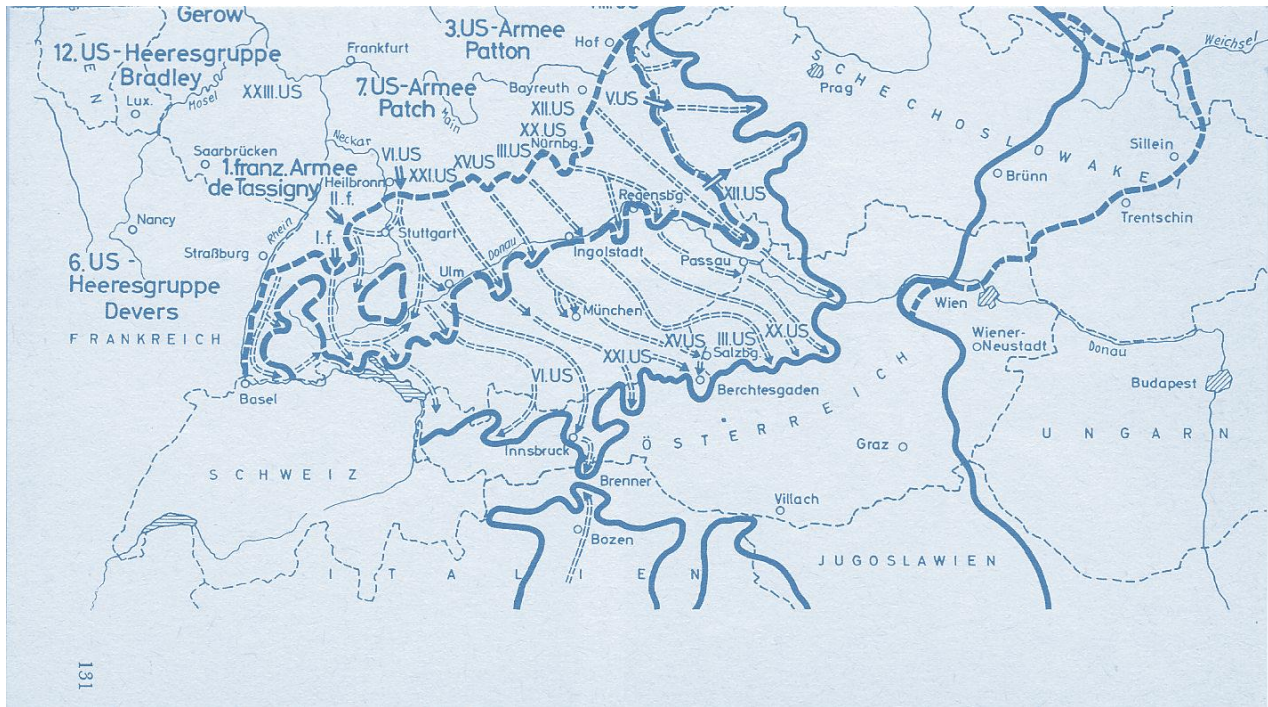 Gerow
12.US-Heeresgruppe
Bradley
Lux.
Mosel
XXIII.US
Frankfurt
3.US-Armee
Patton
Hof
7.US-Armee
Patch
Main
Bayreuth
XII.US
XX.US
III.US
Nürnbg.
XV.US
XXI.US
VI.US
Neckar
V.US
XII.US
TSCHECHOSLOWAKE
Prag
Weichsel
Sillein
Brünn
Trentschin
Saarbrücken
1.franz.Armee
de Tassigny
II.f.
I.f.
Heilbronn
Nancy
Rhein
Straßburg
Stuttgart
Ulm
Donau
Regensbg.
Ingolstadt
Passau
6.US-
Heeresgruppe
Devers
FRANKREICH
München
Wien
Wiener-
Neustadt
Donau
Budapest
XV.US
III.US
XX.US
Salzbg.
XXI.US
VI.US
Berchtesgaden
Basel
ÖSTERREICH
UNGARN
Innsbruck
Graz
SCHWEIZ
Brenner
Villach
Bozen
ITALIEN
JUGOSLAWIEN
131